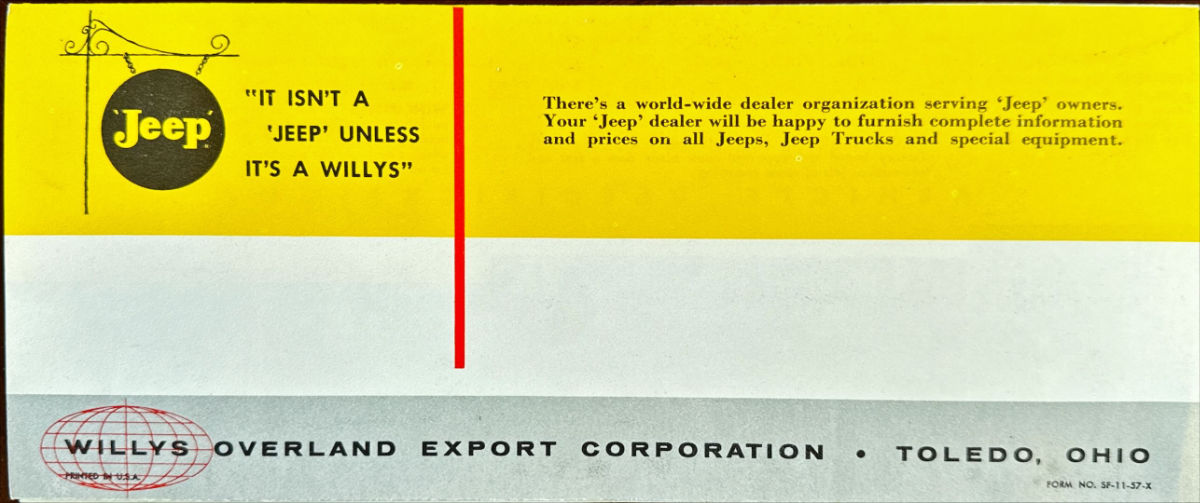 'Jeep'
"IT ISN'T A
'JEEP' UNLESS
IT'S A WILLYS"
There's a world-wide dealer organization serving 'Jeep' owners.
Your 'Jeep' dealer will be happy to furnish complete information
and prices on all Jeeps, Jeep Trucks and special equipment.
WILLYS OVERLAND EXPORT CORPORATION • TOLEDO, OHIO
PRINTED IN U.S.A.
FORM NO. SF-11-57-X